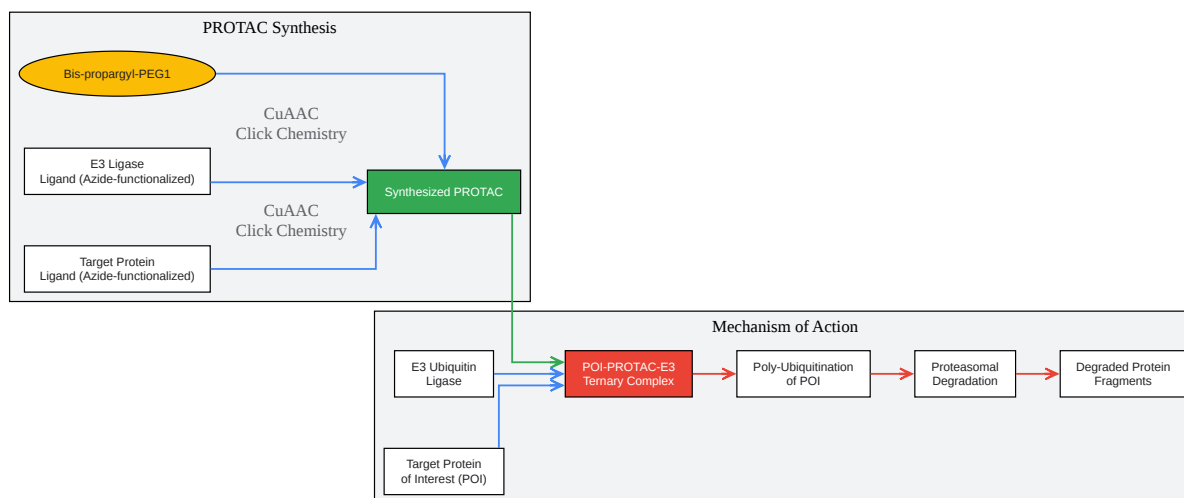 PROTAC Synthesis
Bis-propargyl-PEG1
CuAAC
Click Chemistry
E3 Ligase
Ligand (Azide-functionalized)
Synthesized PROTAC
CuAAC
Click Chemistry
Target Protein
Ligand (Azide-functionalized)
Mechanism of Action
E3 Ubiquitin
Ligase
POI-PROTAC-E3
Ternary Complex
Poly-Ubiquitination
of POI
Proteasomal
Degradation
Degraded Protein
Fragments
Target Protein
of Interest (POI)